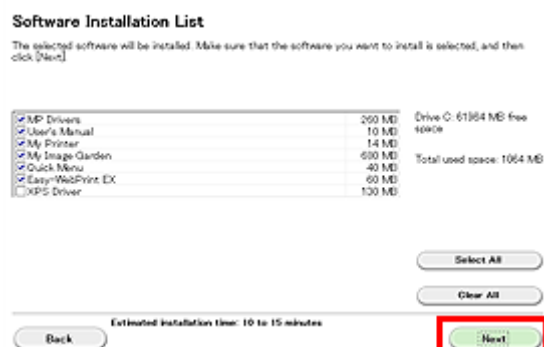 Software Installation List
The selected software will be installed. Make sure that the software you want to install is selected, and then
click [Next]
MP Drivers 260 MB
User's Manual 10 MB
My Printer 14 MB
My Image Garden 680 MB
Quick Menu 40 MB
Easy-WebPrint EX 60 MB
XPS Driver 130 MB
Drive C: 61964 MB free
space
Total used space: 1064 MB
Select All
Clear All
Estimated installation time: 10 to 15 minutes
Back
Next